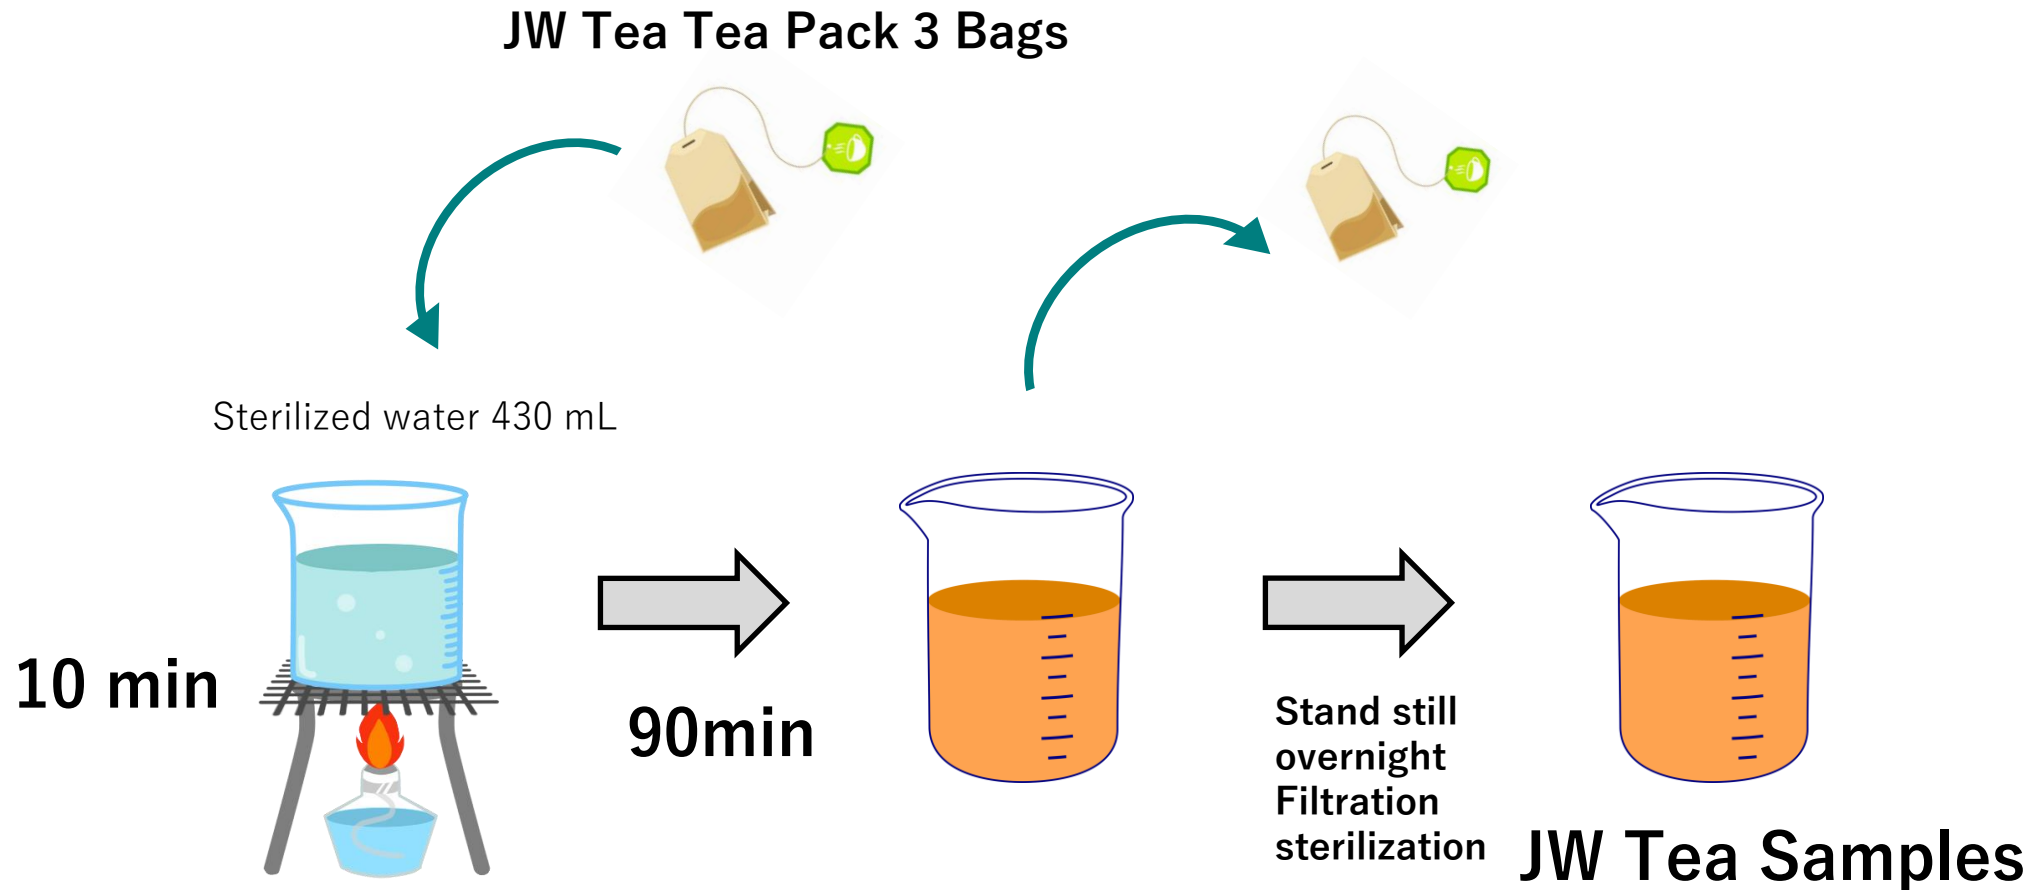 JW Tea Tea Pack 3 Bags
Sterilized water 430 mL
10 min
90min
Stand still
overnight
Filtration
sterilization
JW Tea Samples